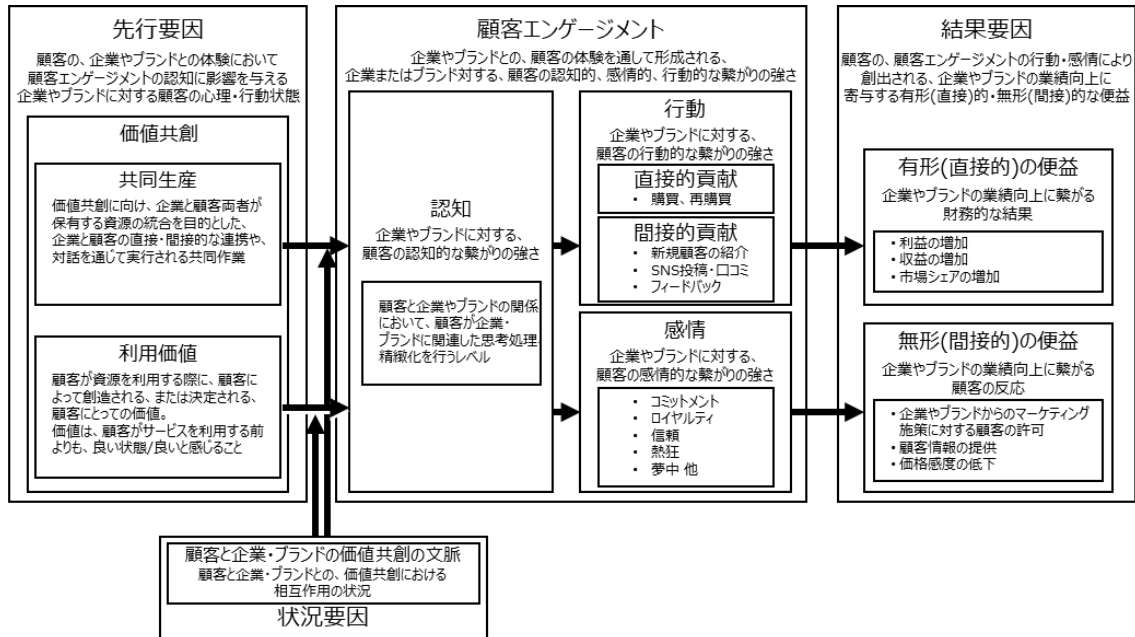 先行要因
顧客の、企業やブランドとの体験において
顧客エンゲージメントの認知に影響を与える
企業やブランドに対する顧客の心理・行動状態
価値共創
共同生産
価値共創に向け、企業と顧客両者が
保有する資源の統合を目的とした、
企業と顧客の直接・間接的な連携や、
対話を通じて実行される共同作業
利用価値
顧客が資源を利用する際に、顧客に
よって創造される、または決定される、
顧客にとっての価値。
価値は、顧客がサービスを利用する前
よりも、良い状態/良いと感じること
顧客エンゲージメント
企業やブランドとの、顧客の体験を通して形成される、
企業またはブランド対する、顧客の認知的、感情的、行動的な繋がりの強さ
認知
企業やブランドに対する、
顧客の認知的な繋がりの強さ
顧客と企業やブランドの関係
において、顧客が企業・
ブランドに関連した思考処理、
精緻化を行うレベル
行動
企業やブランドに対する、
顧客の行動的な繋がりの強さ
直接的貢献
• 購買、再購買
間接的貢献
• 新規顧客の紹介
• SNS投稿・口コミ
• フィードバック
感情
企業やブランドに対する、
顧客の感情的な繋がりの強さ
• コミットメント
• ロイヤルティ
• 信頼
• 熱狂
• 夢中 他
結果要因
顧客の、顧客エンゲージメントの行動・感情により
創出される、企業やブランドの業績向上に
寄与する有形(直接)的・無形(間接)的な便益
有形(直接的)の便益
企業やブランドの業績向上に繋がる
財務的な結果
・利益の増加
・収益の増加
・市場シェアの増加
無形(間接的)の便益
企業やブランドの業績向上に繋がる
顧客の反応
・企業やブランドからのマーケティング
施策に対する顧客の許可
・顧客情報の提供
・価格感度の低下
顧客と企業・ブランドの価値共創の文脈
顧客と企業・ブランドとの、価値共創における
相互作用の状況
状況要因